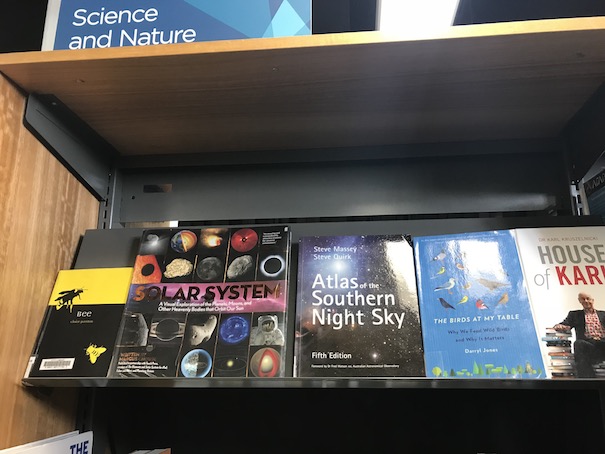 Science
and Nature
BEE
SOLAR SYSTEM
A Visual Exploration of the Planets, Moons, and
Other Heavenly Bodies that Orbit Our Sun
Steve Massey
Steve Quirk
Atlas of the
Southern
Night Sky
Fifth Edition
THE BIRDS AT MY TABLE
Why We Feed Wild Birds
and Why It Matters
Darryl Jones
HOUSE
of KAR
THE